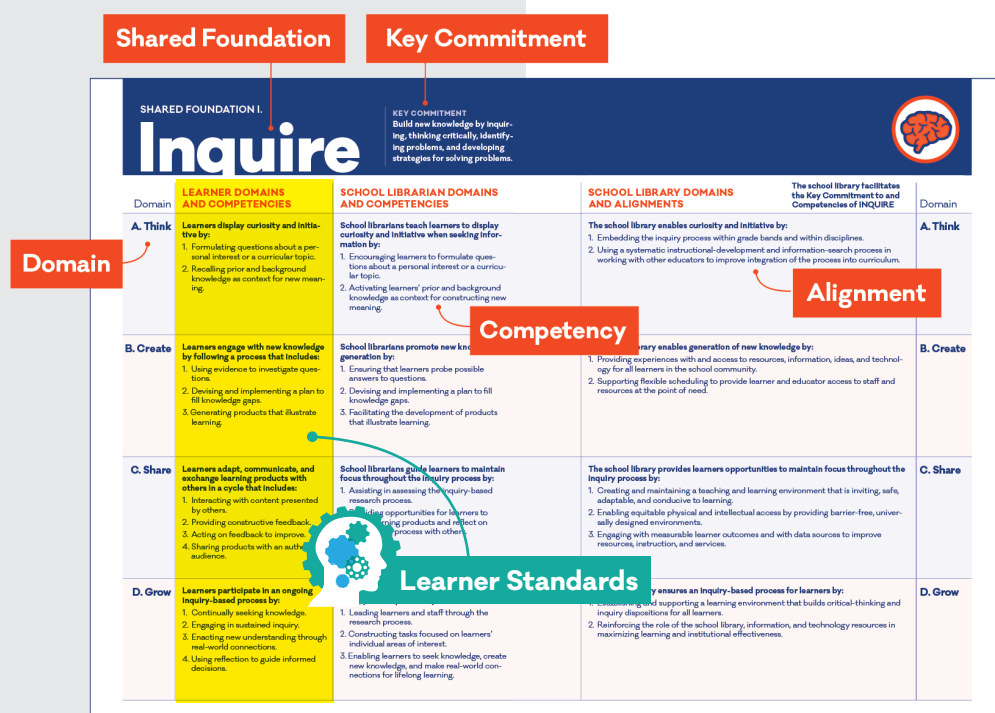 Shared Foundation
Key Commitment
SHARED FOUNDATION I.
Inquire
KEY COMMITMENT
Build new knowledge by inquir-
ing, thinking critically, identify-
ing problems, and developing
strategies for solving problems.
Domain
LEARNER DOMAINS
AND COMPETENCIES
SCHOOL LIBRARIAN DOMAINS
AND COMPETENCIES
SCHOOL LIBRARY DOMAINS
AND ALIGNMENTS
The school library facilitates
the Key Commitment to and
Competencies of INQUIRE
Domain
A. Think
Learners display curiosity and initia-
tive by:
1. Formulating questions about a per-
sonal interest or a curricular topic.
2. Recalling prior and background
knowledge as context for new mean-
ing.
School librarians teach learners to display
curiosity and initiative when seeking infor-
mation by:
1. Encouraging learners to formulate ques-
tions about a personal interest or a curricu-
lar topic.
2. Activating learners' prior and background
knowledge as context for constructing new
meaning.
The school library enables curiosity and initiative by:
1. Embedding the inquiry process within grade bands and within disciplines.
2. Using a systematic instructional-development and information-search process in
working with other educators to improve integration of the process into curriculum.
A. Think
Domain
Alignment
Competency
B. Create
Learners engage with new knowledge
by following a process that includes:
1. Using evidence to investigate ques-
tions.
2. Devising and implementing a plan to
fill knowledge gaps.
3. Generating products that illustrate
learning.
School librarians promote new
generation by:
1. Ensuring that learners probe possible
answers to questions.
2. Devising and implementing a plan to fill
knowledge gaps.
3. Facilitating the development of products
that illustrate learning.
enables generation of new knowledge by:
1. Providing experiences with and access to resources, information, ideas, and technol-
ogy for all learners in the school community.
2. Supporting flexible scheduling to provide learner and educator access to staff and
resources at the point of need.
B. Create
C. Share
Learners adapt, communicate, and
exchange learning products with
others in a cycle that includes:
1. Interacting with content presented
by others.
2. Providing constructive feedback.
3. Acting on feedback to improve.
4. Sharing products with an
audience.
School librarians guide learners to maintain
focus throughout the inquiry process by:
1. Assisting in assessing the inquiry-based
research process.
opportunities for learners to
products and reflect on
process with others.
The school library provides learners opportunities to maintain focus throughout the
inquiry process by:
1. Creating and maintaining a teaching and learning environment that is inviting, safe,
adaptable, and conducive to learning.
2. Enabling equitable physical and intellectual access by providing barrier-free, univer-
sally designed environments.
3. Engaging with measurable learner outcomes and with data sources to improve
resources, instruction, and services.
C. Share
Learner Standards
D. Grow
Learners participate in an ongoing
inquiry-based process by:
1. Continually seeking knowledge.
2. Engaging in sustained inquiry.
3. Enacting new understanding through
real-world connections.
4. Using reflection to guide informed
decisions.
1. Leading learners and staff through the
research process.
2. Constructing tasks focused on learners'
individual areas of interest.
3. Enabling learners to seek knowledge, create
new knowledge, and make real-world con-
nections for lifelong learning.
ensures an inquiry-based process for learners by:
1. Establishing and supporting a learning environment that builds critical-thinking and
inquiry dispositions for all learners.
2. Reinforcing the role of the school library, information, and technology resources in
maximizing learning and institutional effectiveness.
D. Grow